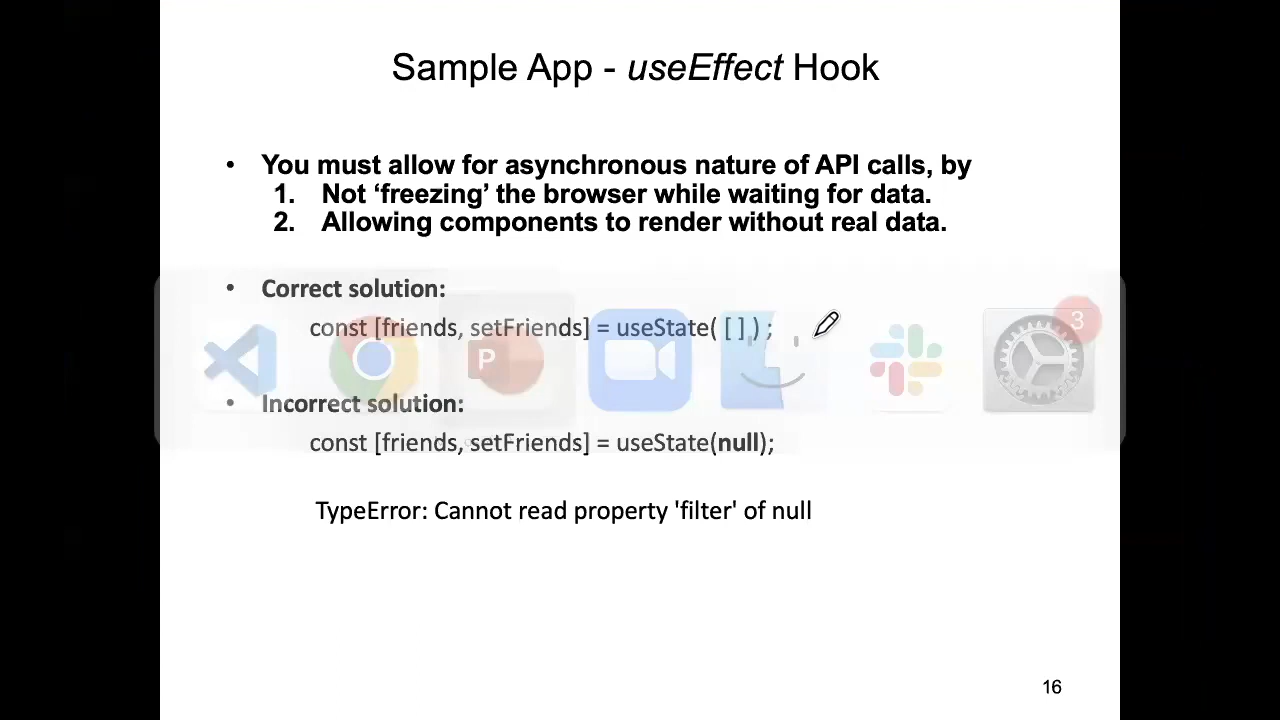 Sample App - useEffect Hook
• You must allow for asynchronous nature of API calls, by
1. Not ‘freezing’ the browser while waiting for data.
2. Allowing components to render without real data.
• Correct solution:
const [friends, setFriends] = useState( [ ] ) ;
3
P
• Incorrect solution:
const [friends, setFriends] = useState(null);
TypeError: Cannot read property 'filter' of null
16